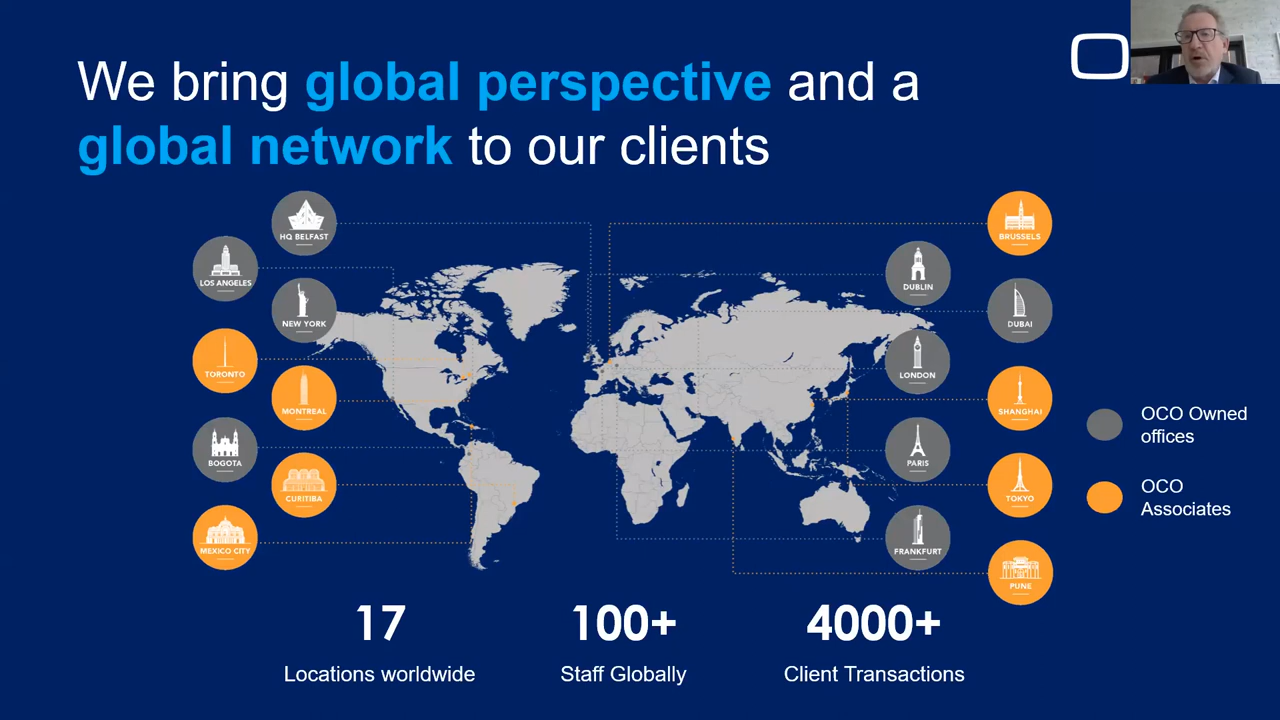 We bring global perspective and a
global network to our clients
HQ BELFAST
LOS ANGELES
NEW YORK
TORONTO
MONTREAL
BOGOTA
CURITIBA
MEXICO CITY
BRUSSELS
DUBLIN
DUBAI
LONDON
SHANGHAI
PARIS
TOKYO
FRANKFURT
PUNE
OCO Owned
offices
OCO
Associates
17
Locations worldwide
100+
Staff Globally
4000+
Client Transactions